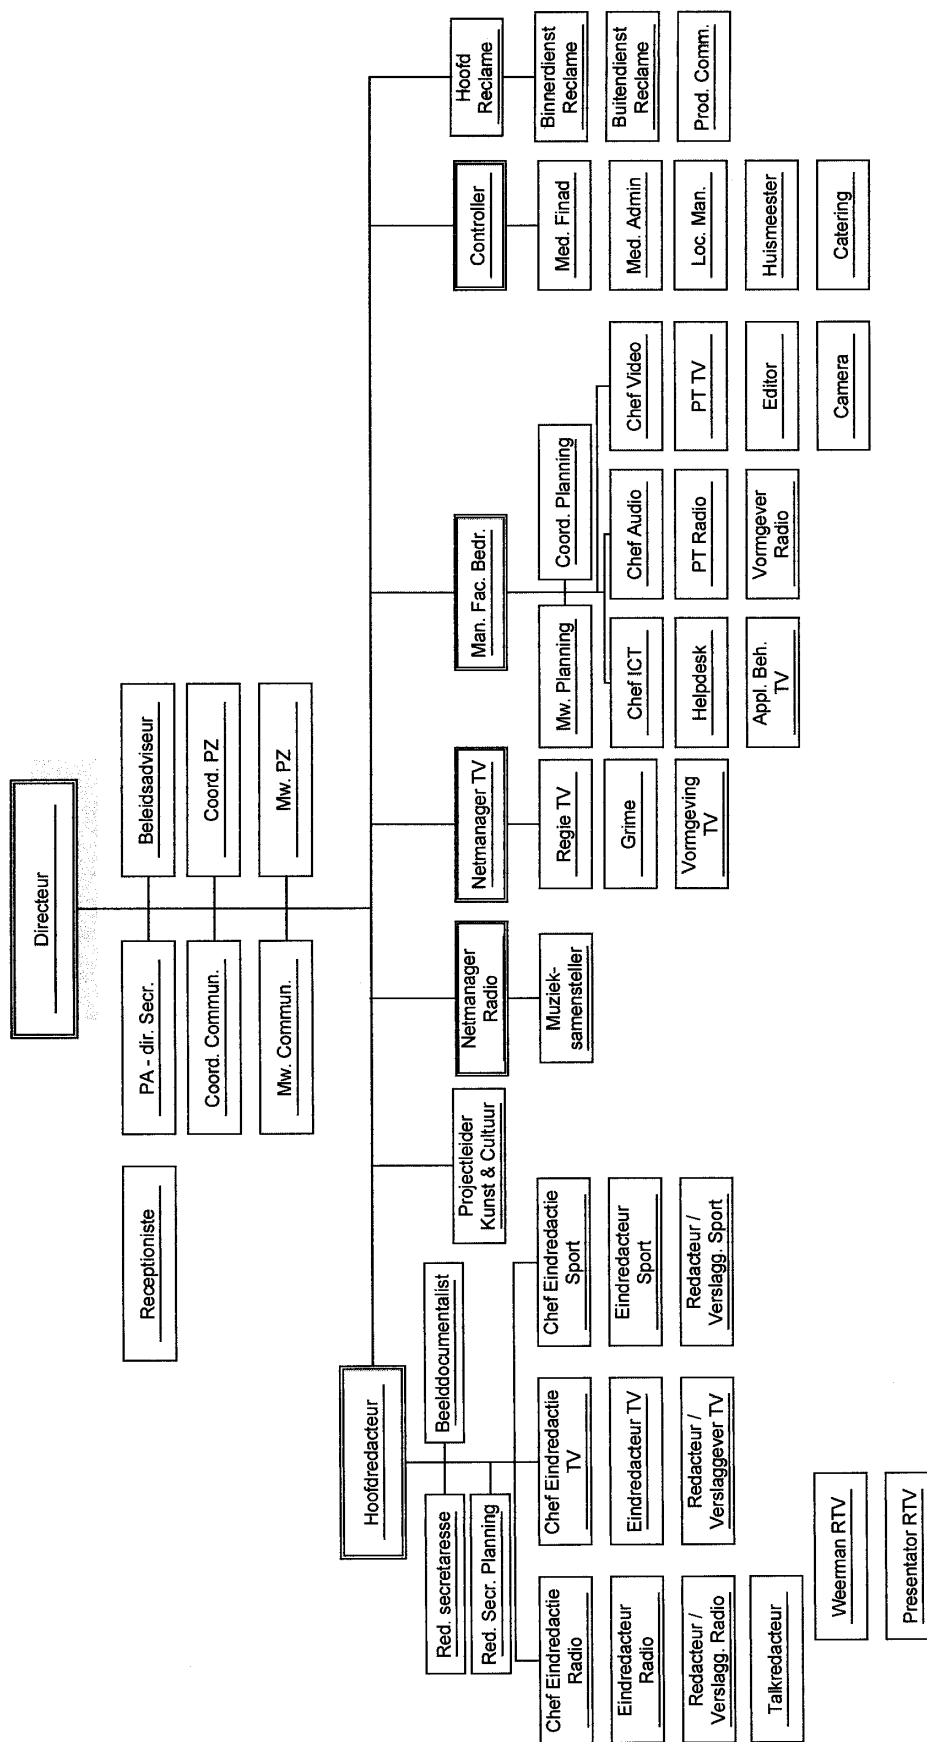 Directeur
Receptioniste
PA - dir. Secr.
Beleidsadviseur
Coord. Commun.
Coord. PZ
Mw. Commun.
Mw. PZ
Hoofdredacteur
Red. secretaresse
Beelddocumentalist
Red. Secr. Planning
Chef Eindredactie
Radio
Eindredacteur
Radio
Redacteur /
Verslagg. Radio
Talkredacteur
Chef Eindredactie
TV
Eindredacteur TV
Redacteur /
Verslaggever TV
Chef Eindredactie
Sport
Eindredacteur
Sport
Redacteur /
Verslagg. Sport
Weerman RTV
Presentator RTV
Projectleider
Kunst & Cultuur
Netmanager
Radio
Muziek-
samensteller
Netmanager TV
Regie TV
Grime
Vormgeving
TV
Man. Fac. Bedr.
Mw. Planning
Coord. Planning
Chef ICT
Helpdesk
Appl. Beh.
TV
Chef Audio
PT Radio
Vormgever
Radio
Chef Video
PT TV
Editor
Camera
Controller
Med. Finad
Med. Admin
Loc. Man.
Huismeester
Catering
Hoofd
Reclame
Binnerdienst
Reclame
Buitendienst
Reclame
Prod. Comm.